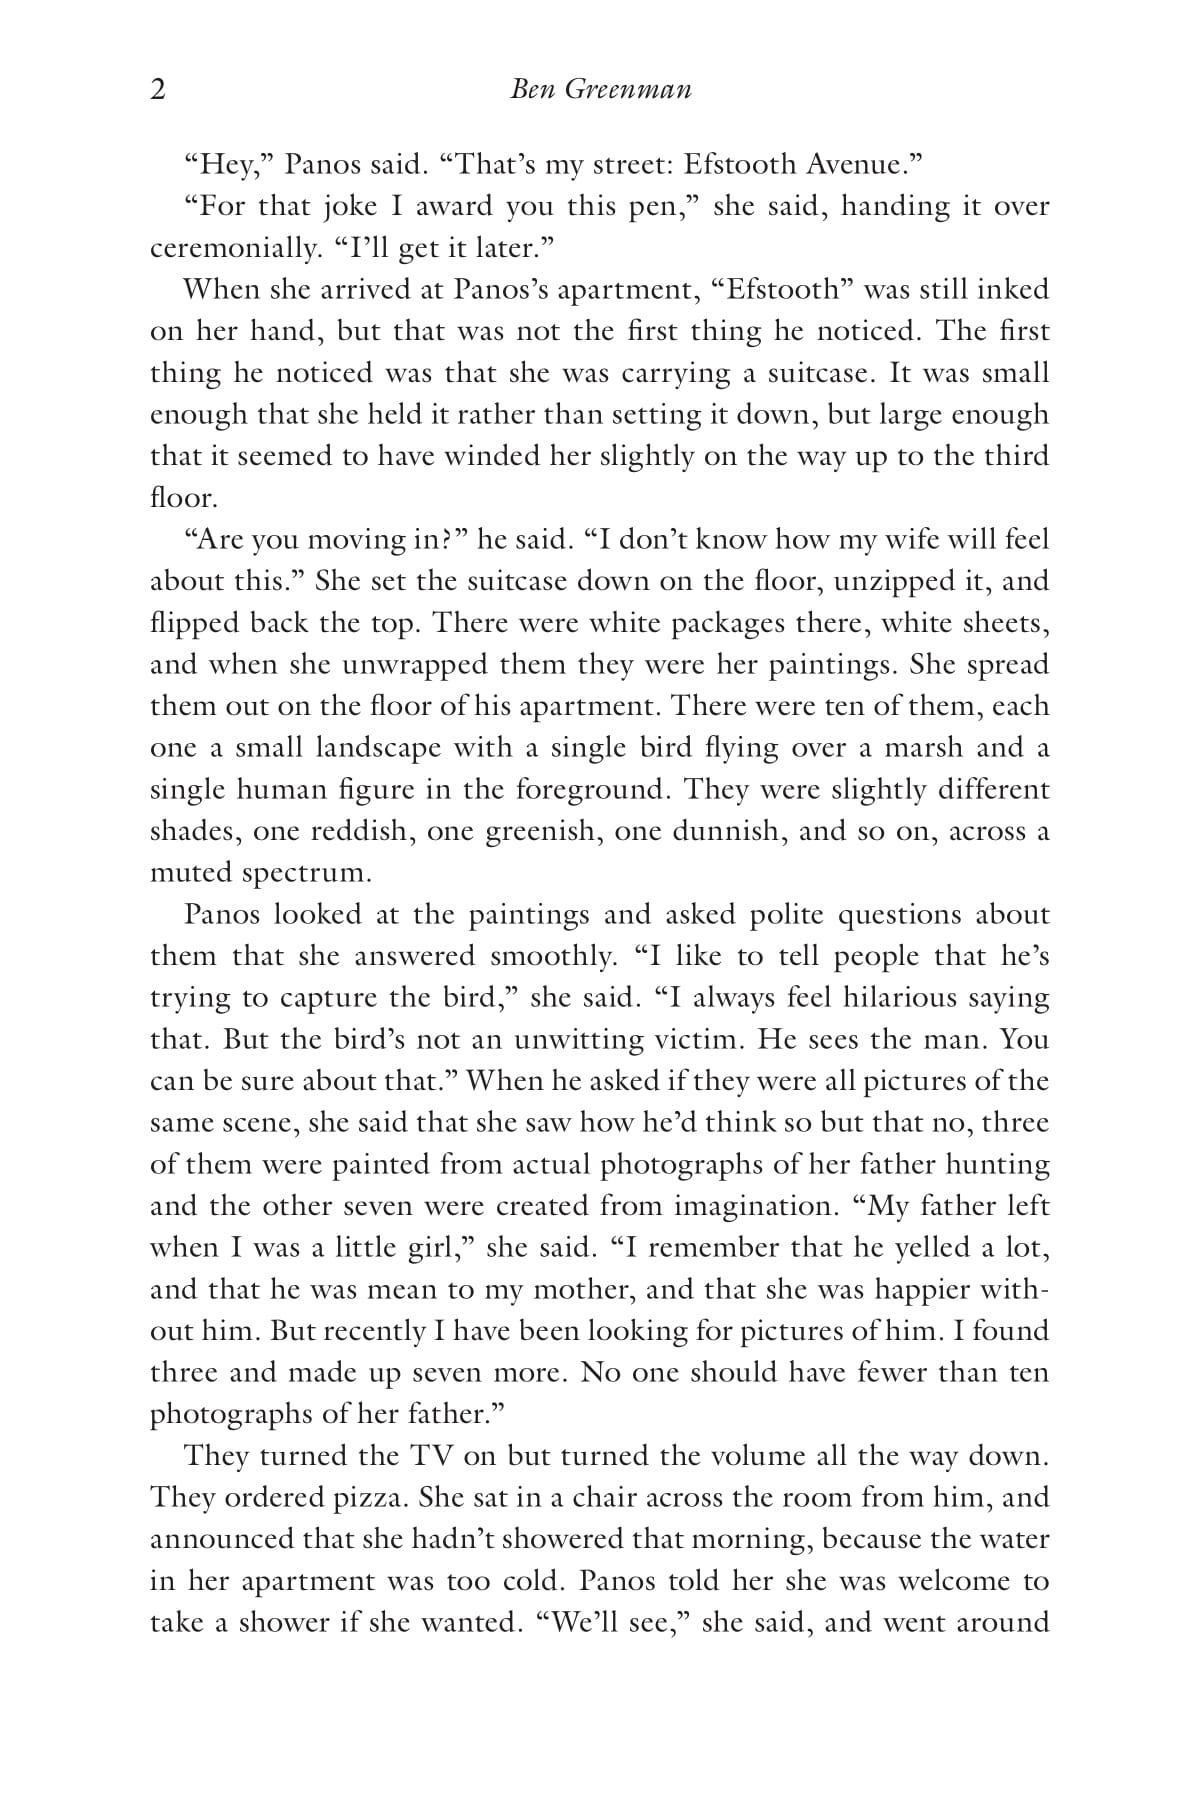 2
Ben Greenman
“Hey,” Panos said. “That’s my street: Efstooth Avenue.”
“For that joke I award you this pen,” she said, handing it over
ceremonially. “I’ll get it later.”
When she arrived at Panos’s apartment, “Efstooth” was still inked
on her hand, but that was not the first thing he noticed. The first
thing he noticed was that she was carrying a suitcase. It was small
enough that she held it rather than setting it down, but large enough
that it seemed to have winded her slightly on the way up to the third
floor.
“Are you moving in?” he said. “I don’t know how my wife will feel
about this.” She set the suitcase down on the floor, unzipped it, and
flipped back the top. There were white packages there, white sheets,
and when she unwrapped them they were her paintings. She spread
them out on the floor of his apartment. There were ten of them, each
one a small landscape with a single bird flying over a marsh and a
single human figure in the foreground. They were slightly different
shades, one reddish, one greenish, one dunnish, and so on, across a
muted spectrum.
Panos looked at the paintings and asked polite questions about
them that she answered smoothly. “I like to tell people that he’s
trying to capture the bird,” she said. “I always feel hilarious saying
that. But the bird’s not an unwitting victim. He sees the man. You
can be sure about that.” When he asked if they were all pictures of the
same scene, she said that she saw how he’d think so but that no, three
of them were painted from actual photographs of her father hunting
and the other seven were created from imagination. “My father left
when I was a little girl,” she said. “I remember that he yelled a lot,
and that he was mean to my mother, and that she was happier with-
out him. But recently I have been looking for pictures of him. I found
three and made up seven more. No one should have fewer than ten
photographs of her father.”
They turned the TV on but turned the volume all the way down.
They ordered pizza. She sat in a chair across the room from him, and
announced that she hadn’t showered that morning, because the water
in her apartment was too cold. Panos told her she was welcome to
take a shower if she wanted. “We’ll see,” she said, and went around